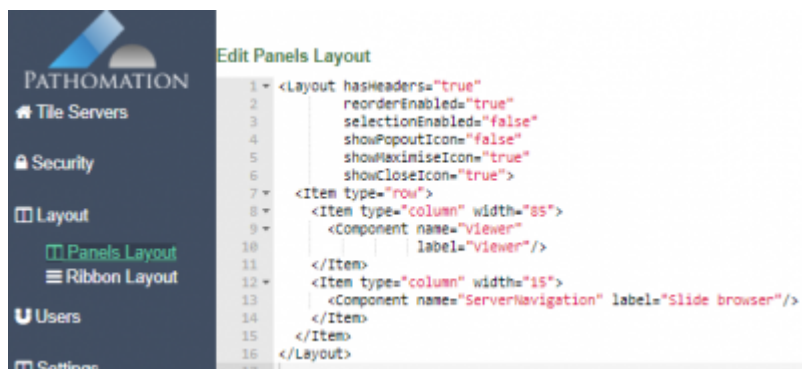 PATHOMATION
Tile Servers
Security
Layout
Panels Layout
Ribbon Layout
Users
Settings
Edit Panels Layout
1 <Layout hasHeaders="true"
2 reorderEnabled="true"
3 selectionEnabled="false"
4 showPopoutIcon="false"
5 showMaximiseIcon="true"
6 showCloseIcon="true">
7 <Item type="row">
8 <Item type="column" width="85">
9 <Component name="Viewer"
10 label="Viewer"/>
11 </Item>
12 <Item type="column" width="15">
13 <Component name="ServerNavigation" label="Slide browser"/>
14 </Item>
15 </Item>
16 </Layout>
17